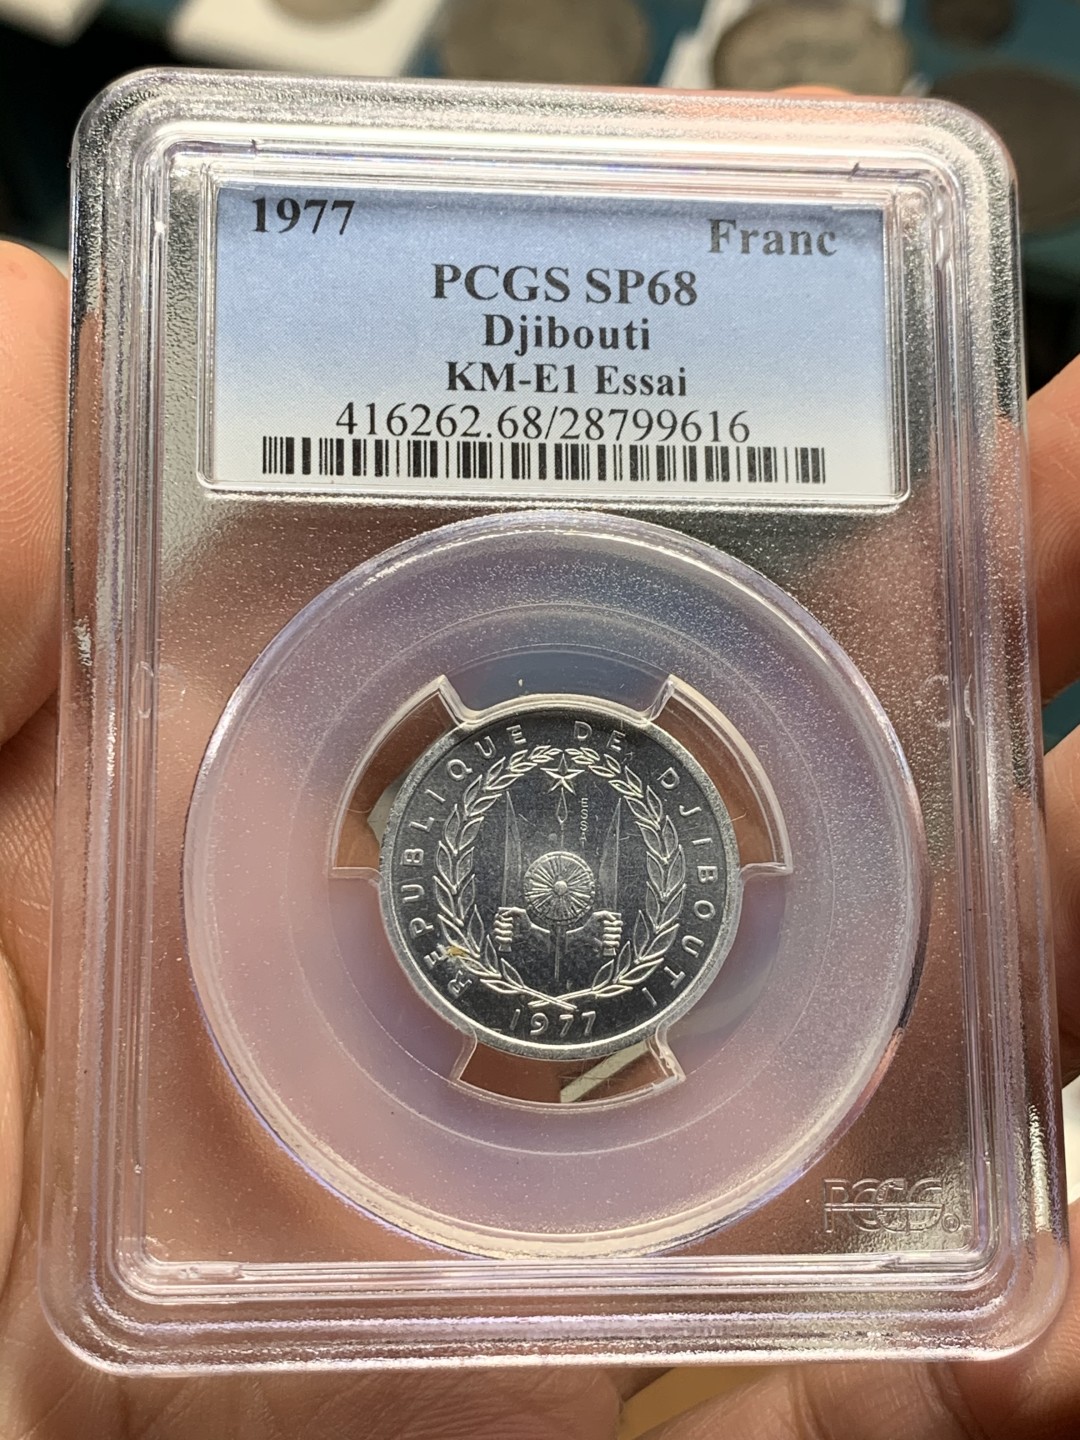 1977
Franc
PCGS SP68
Djibouti
KM-E1 Essai
416262.68/28799616
REPUBLIQUE DE DJIBOUTI
ESSAI
1977
PCGS